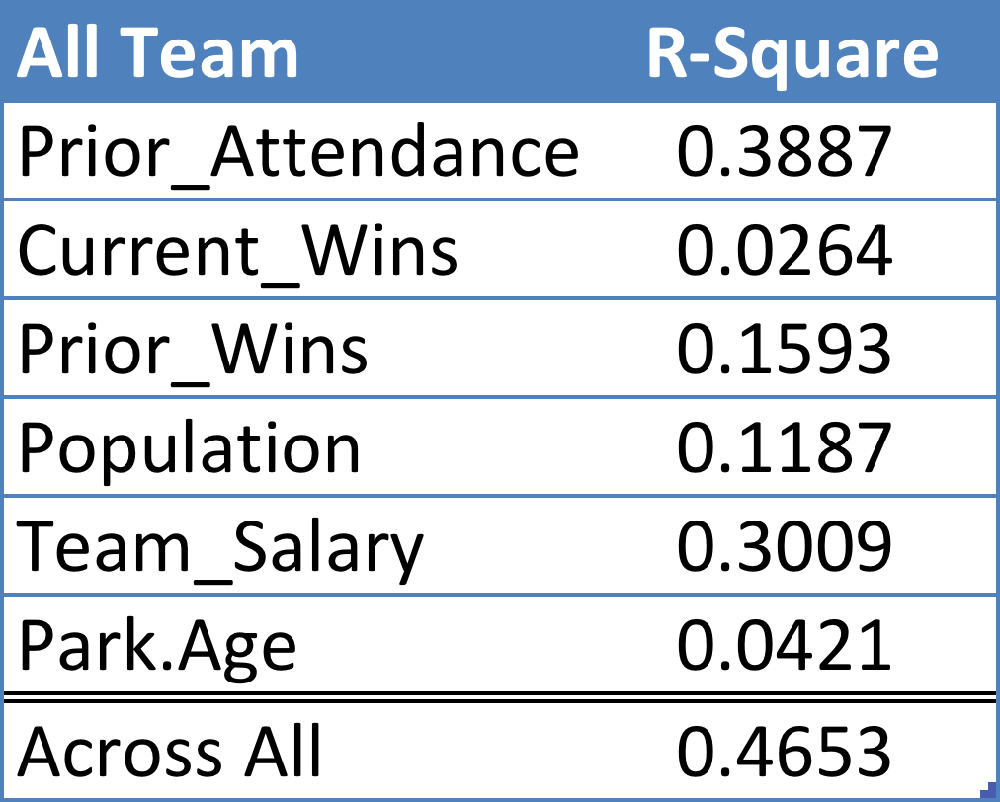 All Team R-Square
Prior_Attendance 0.3887
Current_Wins 0.0264
Prior_Wins 0.1593
Population 0.1187
Team_Salary 0.3009
Park.Age 0.0421
Across All 0.4653